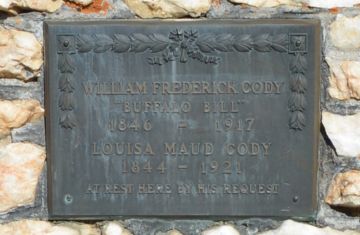 WILLIAM FREDERICK CODY
"BUFFALO BILL"
1846 - 1917
LOUISA MAUD CODY
1844 - 1921
AT REST HERE BY HIS REQUEST